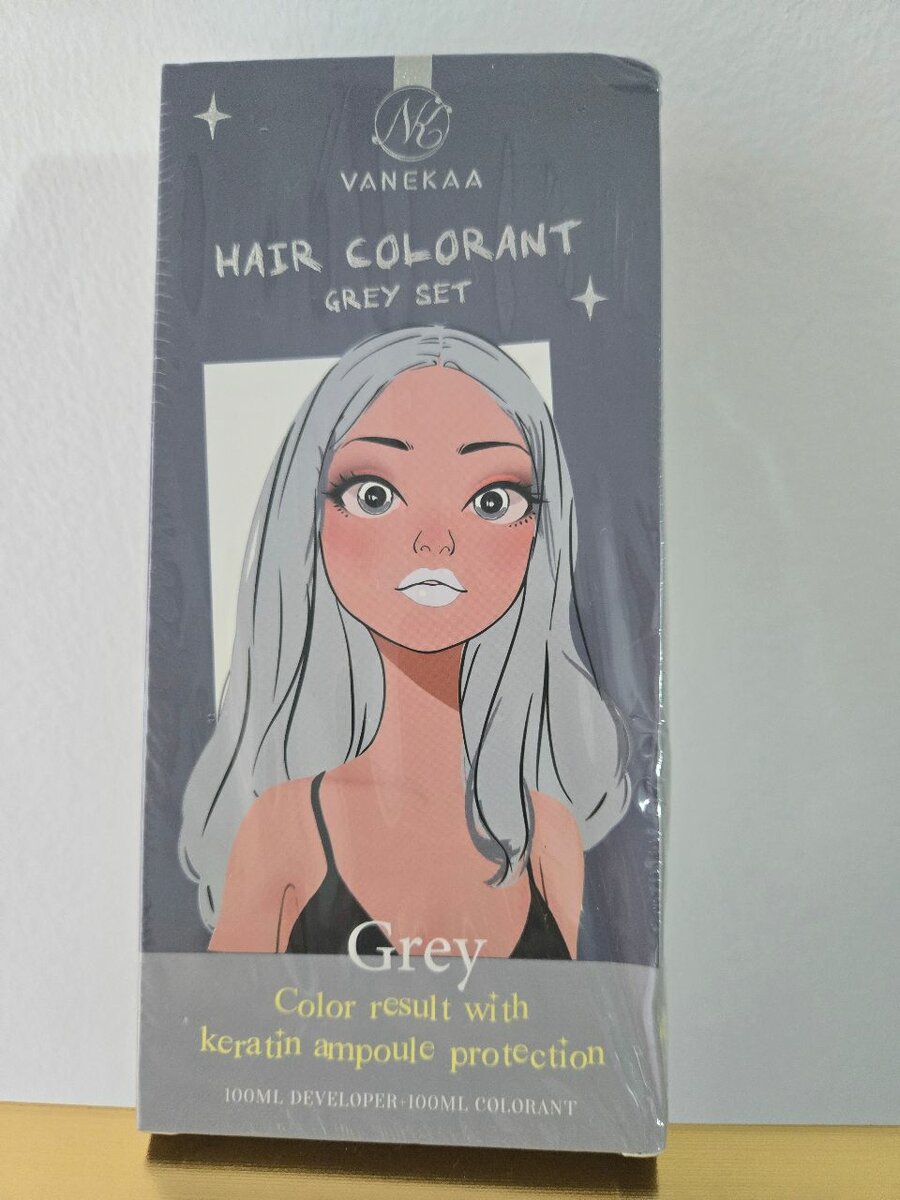 NK
VANEKAA
HAIR COLORANT
GREY SET
Grey
Color result with
keratin ampoule protection
100ML DEVELOPER+100ML COLORANT